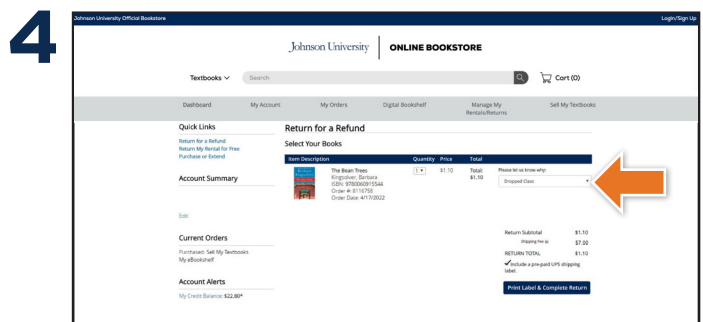 4
Johnson University Official Bookstore
Login/Sign Up
Johnson University
ONLINE BOOKSTORE
Textbooks
Search
Cart (0)
Dashboard
My Account
My Orders
Digital Bookshelf
Manage My
Rentals/Returns
Sell My Textbooks
Quick Links
Return for a Refund
Return My Rental for Free
Purchase or Extend
Account Summary
Edit
Current Orders
Purchased: Sell My Textbooks
My eBookshelf
Account Alerts
My Credit Balance: $22.80*
Return for a Refund
Select Your Books
Item Description Quantity Price Total
The Bean Trees 1 $1.10 Total: Please let us know why:
Kingsolver, Barbara $1.10 Dropped Class
ISBN: 9780060915544
Order #: 8116758
Order Date: 4/17/2022
Return Subtotal $1.10
Shipping Fee $7.00
RETURN TOTAL $1.10
Include a pre-paid UPS shipping
label.
Print Label & Complete Return